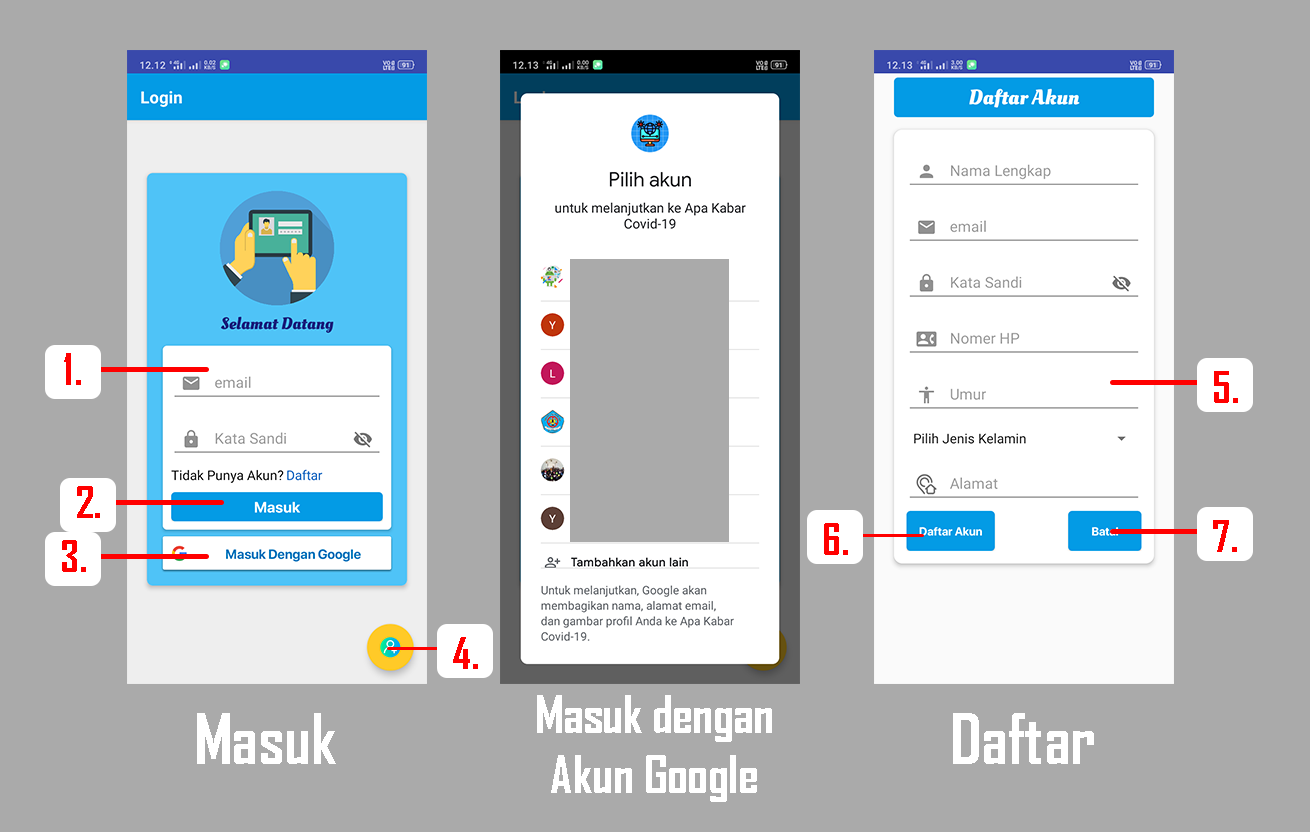 12.12
0.02
KB/S
91
Login
Selamat Datang
1.
email
Kata Sandi
Tidak Punya Akun? Daftar
2.
Masuk
3.
Masuk Dengan Google
4.
Masuk
12.13
0.00
KB/S
91
Pilih akun
untuk melanjutkan ke Apa Kabar
Covid-19
Y
L
Y
Tambahkan akun lain
Untuk melanjutkan, Google akan
membagikan nama, alamat email,
dan gambar profil Anda ke Apa Kabar
Covid-19.
Masuk dengan
Akun Google
12.13
3.00
KB/S
91
Daftar Akun
Nama Lengkap
email
Kata Sandi
Nomer HP
Umur
5.
Pilih Jenis Kelamin
Alamat
6.
Daftar Akun
Batal
7.
Daftar